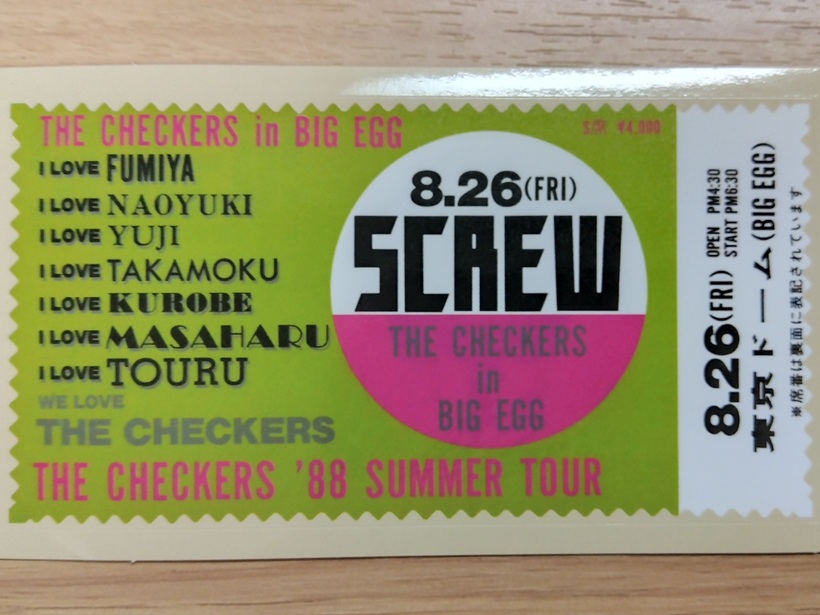 THE CHECKERS in BIG EGG
I LOVE FUMIYA
I LOVE NAOYUKI
I LOVE YUJI
I LOVE TAKAMOKU
I LOVE KUROBE
I LOVE MASAHARU
I LOVE TOURU
WE LOVE
THE CHECKERS
THE CHECKERS '88 SUMMER TOUR
¥4,000
8.26(FRI)
SCREW
THE CHECKERS
in
BIG EGG
8.26(FRI) OPEN PM4:30
START PM6:30
東京ドーム(BIG EGG)
※席番は裏面に表記されています